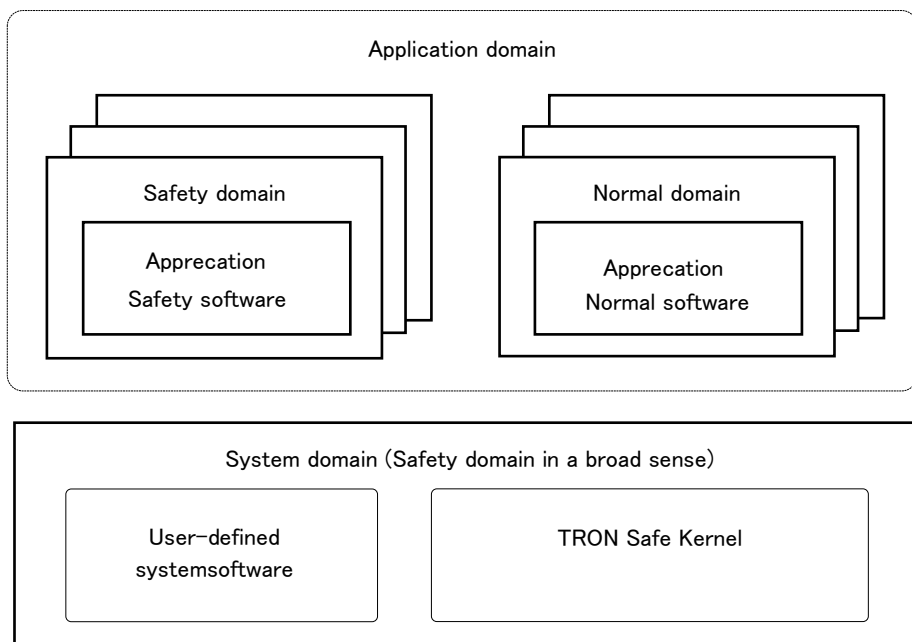 Application domain
Safety domain
Apprecation
Safety software
Normal domain
Apprecation
Normal software
System domain (Safety domain in a broad sense)
User-defined
systemsoftware
TRON Safe Kernel